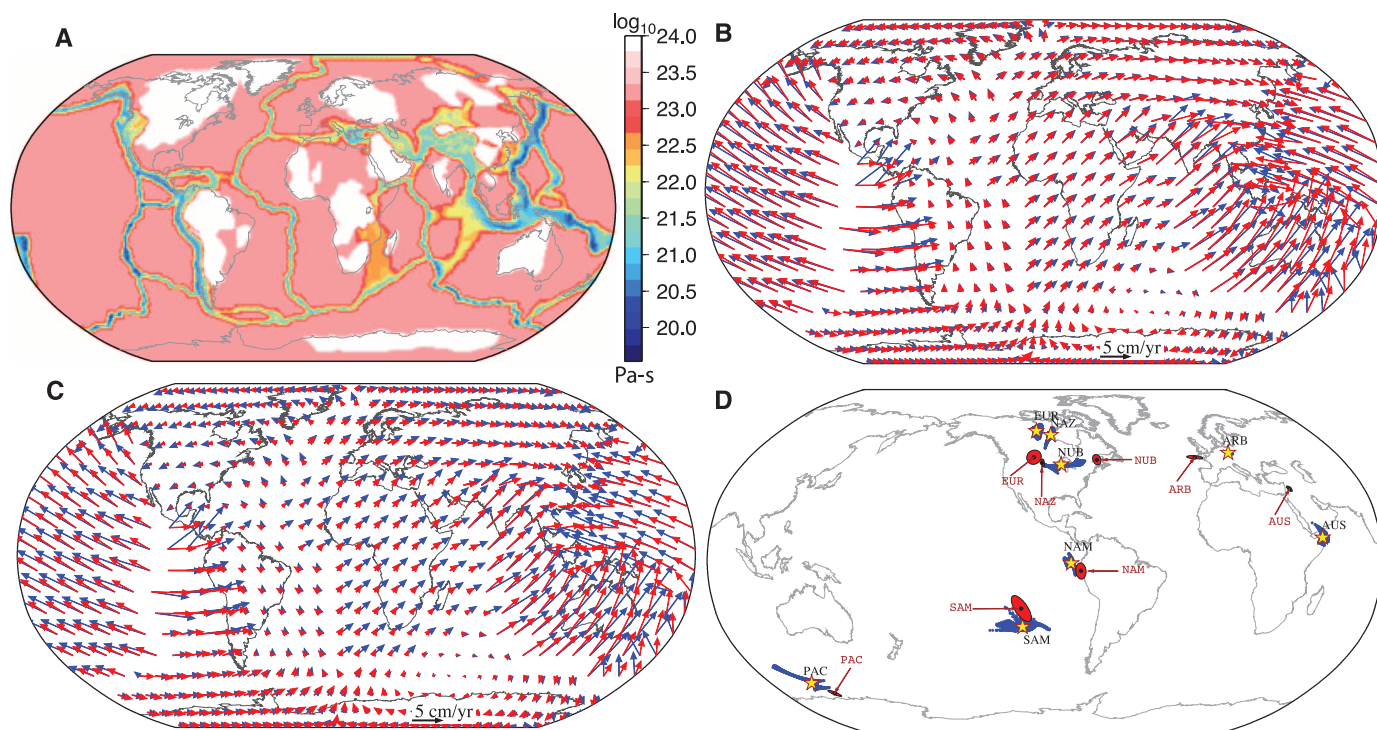 A
log10
24.0
23.5
23.0
22.5
22.0
21.5
21.0
20.5
20.0
Pa-s
B
5 cm/yr
C
5 cm/yr
D
EUR
NAZ
NUB
NUB
EUR
NAZ
ARB
ARB
AUS
AUS
NAM
NAM
SAM
SAM
PAC
PAC